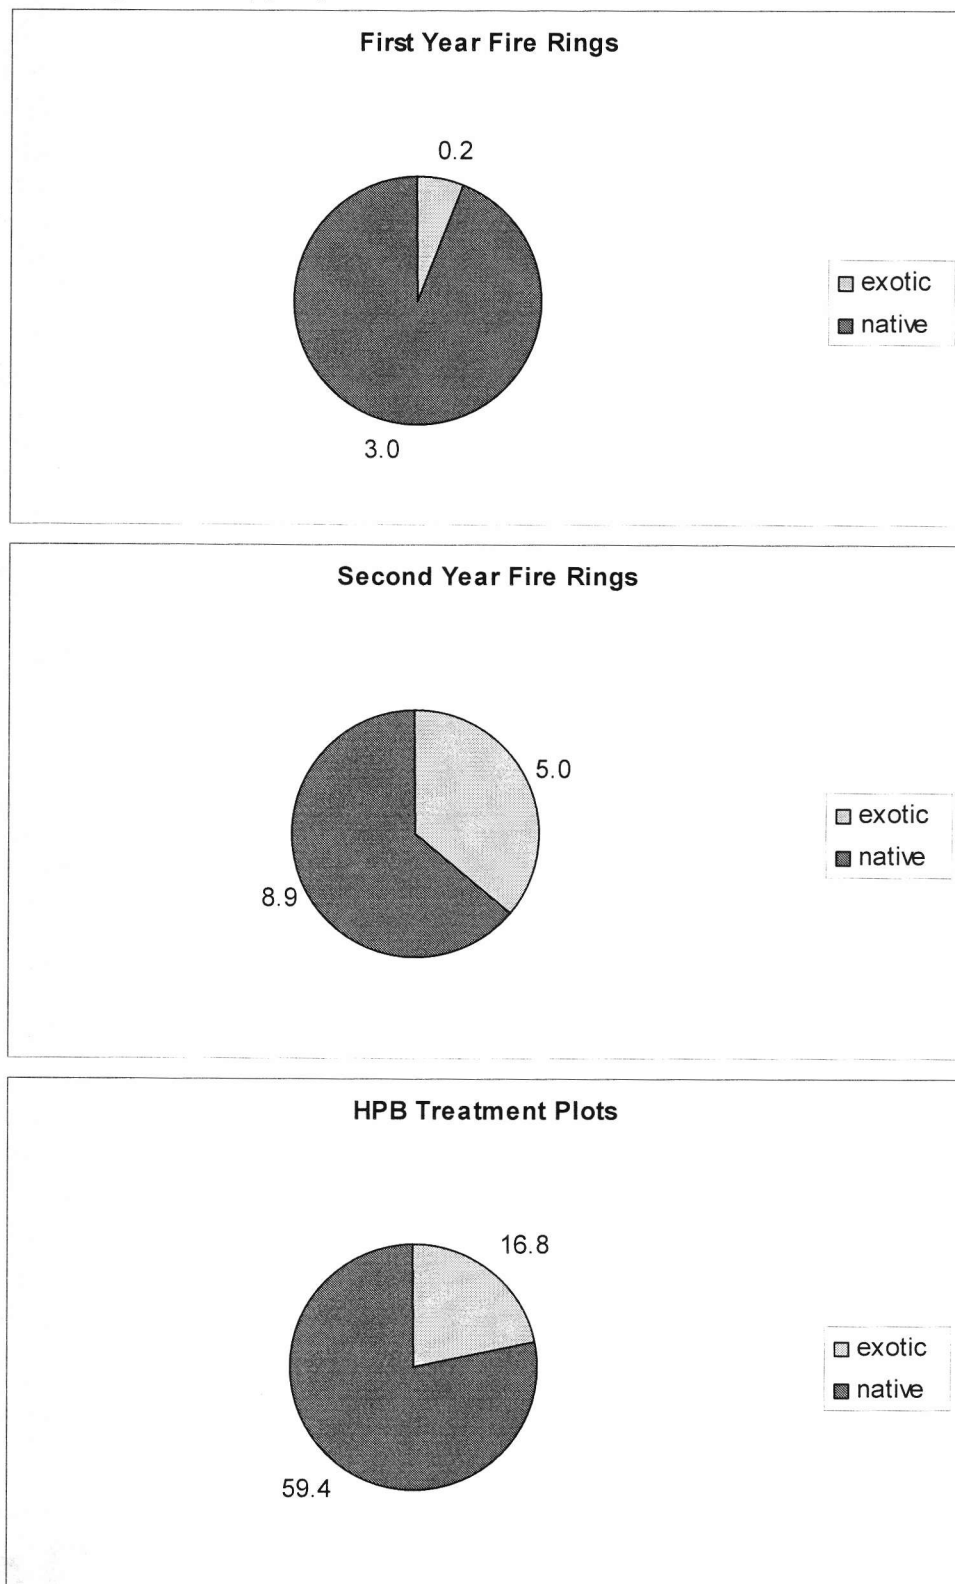 First Year Fire Rings
0.2
exotic
native
3.0
Second Year Fire Rings
5.0
exotic
native
8.9
HPB Treatment Plots
16.8
exotic
native
59.4